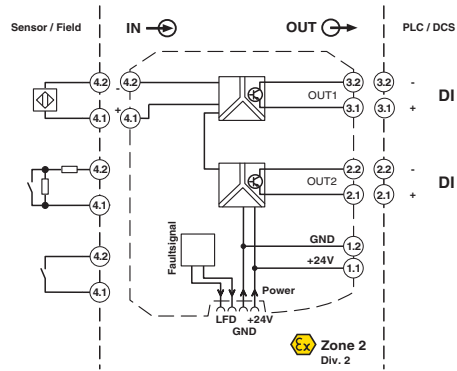 Sensor / Field
IN
OUT
PLC / DCS
4.2
4.2
-
3.2
3.2
-
OUT1
DI
4.1
+
4.1
3.1
3.1
+
4.2
2.2
2.2
-
OUT2
DI
4.1
2.1
2.1
+
Faultsignal
GND
1.2
4.2
+24V
1.1
4.1
Power
LFD
+24V
GND
Ex
Zone 2
Div. 2